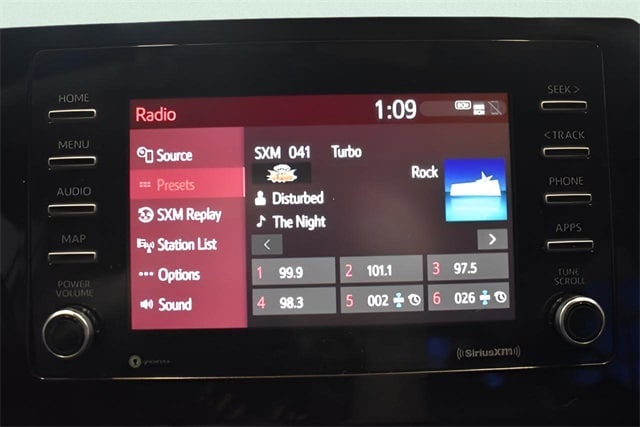 HOME
MENU
AUDIO
MAP
POWER
VOLUME
Radio
1:09
Source
Presets
SXM Replay
Station List
Options
Sound
SXM 041 Turbo
Rock
Disturbed
The Night
<
>
1 99.9
2 101.1
3 97.5
4 98.3
5 002
6 026
SEEK >
< TRACK
PHONE
APPS
TUNE
SCROLL
((SiriusXM))